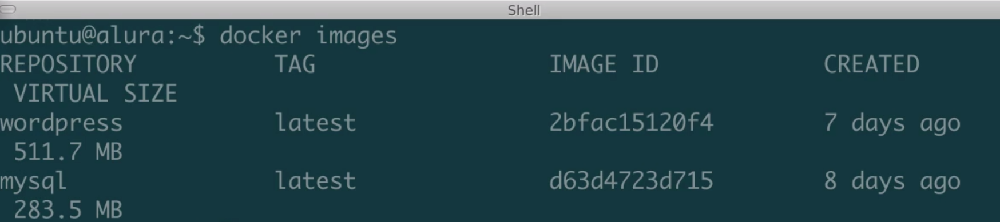 Shell
ubuntu@alura:~$ docker images
REPOSITORY TAG IMAGE ID CREATED
VIRTUAL SIZE
wordpress latest 2bfac15120f4 7 days ago
511.7 MB
mysql latest d63d4723d715 8 days ago
283.5 MB